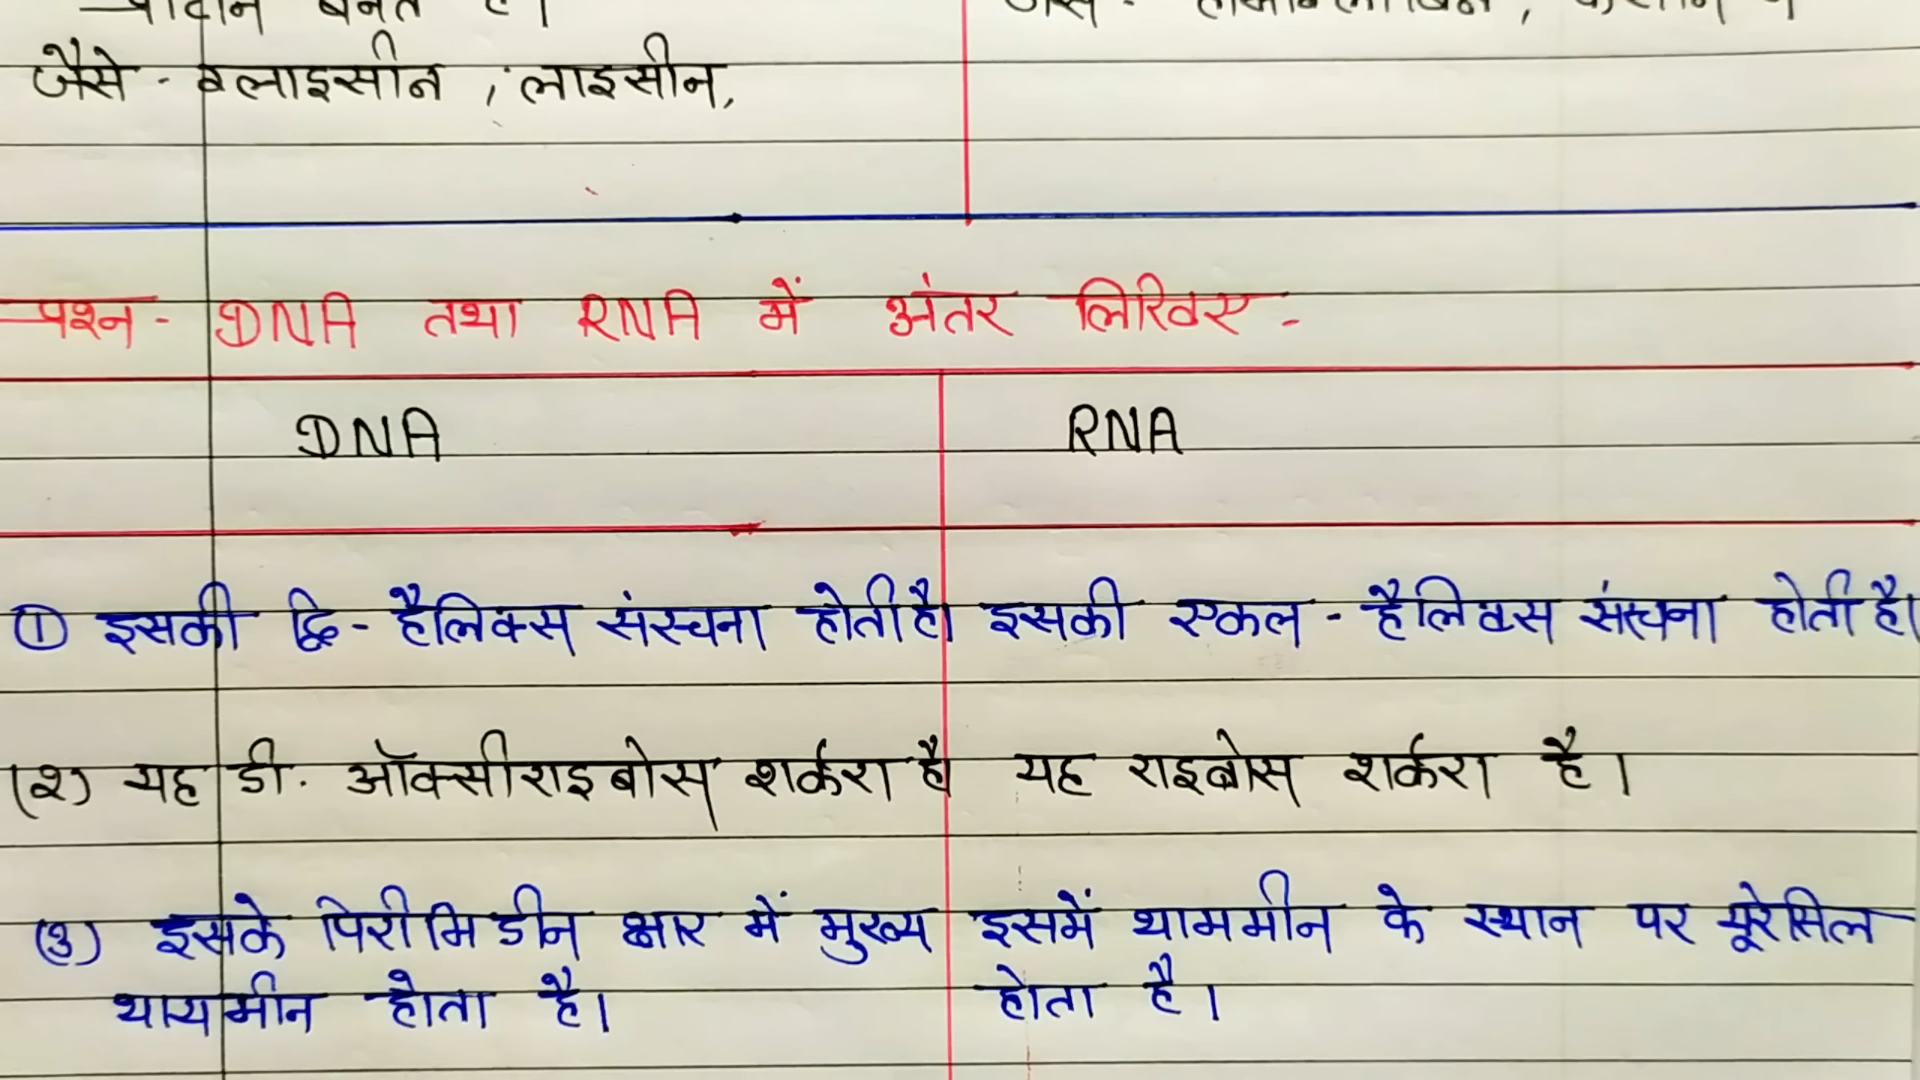 जैसे - ग्लाइसीन , लाइसीन,
प्रश्न - DNA तथा RNA में अंतर लिखिए -
DNA
RNA
① इसकी द्वि - हैलिक्स संरचना होती है।
इसकी एकल - हैलिक्स संरचना होती है।
(२) यह डी. ऑक्सीराइबोस शर्करा है।
यह राइबोस शर्करा है।
(३) इसके पिरीमिडीन क्षार में मुख्य
थायमीन होता है।
इसमें थाममीन के स्थान पर यूरेसिल
होता है।